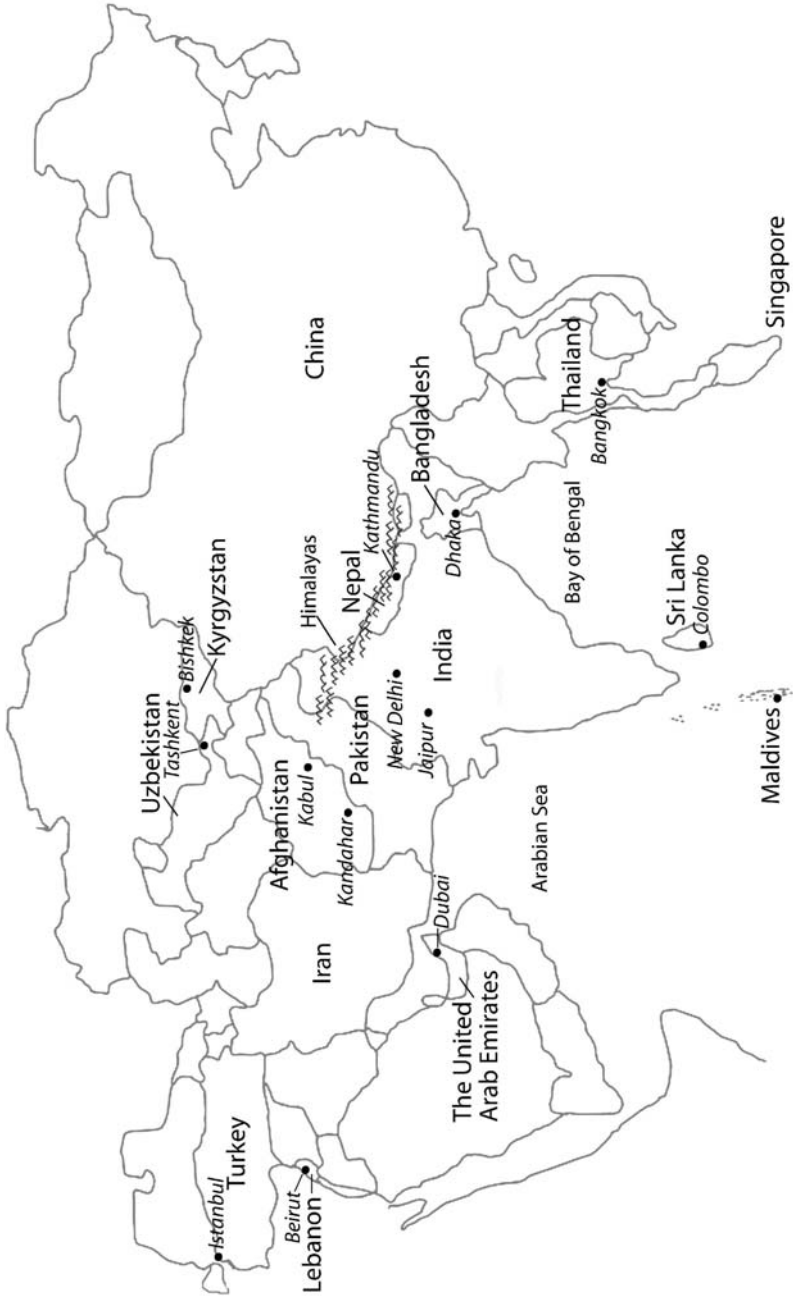 Istanbul
Turkey
Beirut
Lebanon
Uzbekistan
Tashkent
Bishkek
Kyrgyzstan
Iran
Afghanistan
Kabul
Kandahar
Pakistan
Himalayas
China
Nepal
Kathmandu
New Delhi
Jaipur
India
Dhaka
Bangladesh
Dubai
The United
Arab Emirates
Arabian Sea
Bay of Bengal
Bangkok
Thailand
Sri Lanka
Colombo
Maldives
Singapore